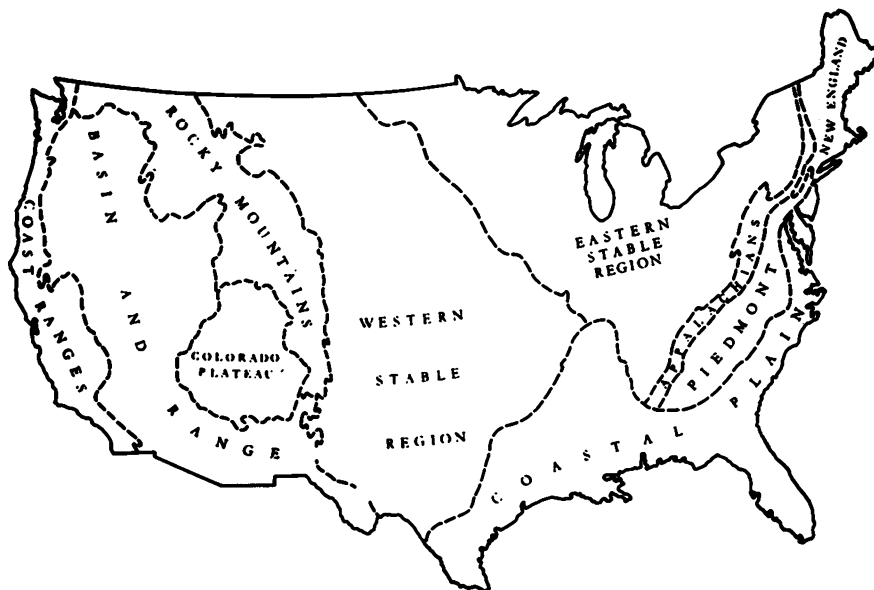 NEW ENGLAND
ROCKY MOUNTAINS
BASIN AND RANGE
COAST RANGES
EASTERN
STABLE
REGION
APPALACHIANS
PIEDMONT
COLORADO
PLATEAU
WESTERN
STABLE
REGION
COASTAL PLAIN